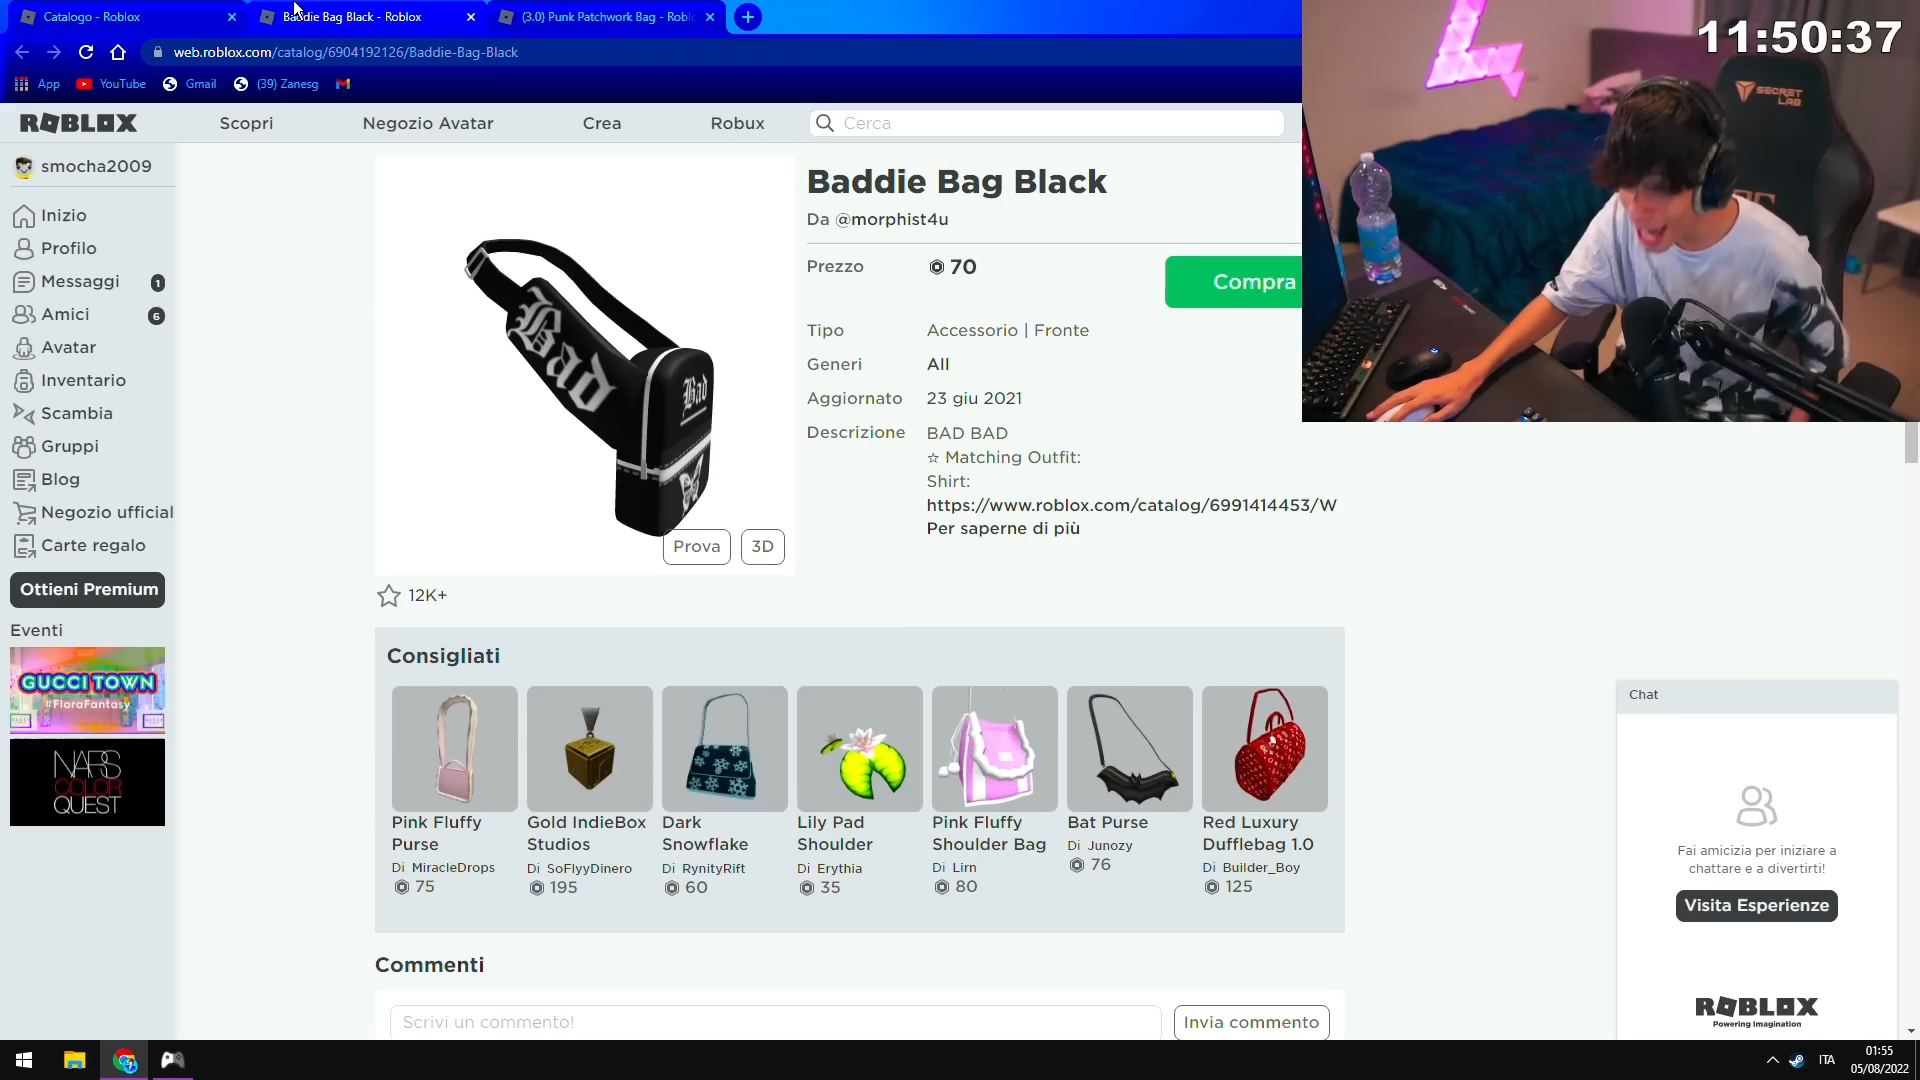 Catalogo - Roblox
Baddie Bag Black - Roblox
(3.0) Punk Patchwork Bag - Roblo
11:50:37
web.roblox.com/catalog/6904192126/Baddie-Bag-Black
App
YouTube
Gmail
(39) Zanesg
ROBLOX
Scopri
Negozio Avatar
Crea
Robux
Cerca
SECRET
LAB
smocha2009
Inizio
Profilo
Messaggi
1
Amici
6
Avatar
Inventario
Scambia
Gruppi
Blog
Negozio ufficial
Carte regalo
Ottieni Premium
Eventi
GUCCI TOWN
#FloraFantasy
NARS
COLOR
QUEST
Bad
Bad
Prova
3D
12K+
Baddie Bag Black
Da @morphist4u
Prezzo
70
Compra
Tipo
Accessorio | Fronte
Generi
All
Aggiornato
23 giu 2021
Descrizione
BAD BAD
☆ Matching Outfit:
Shirt:
https://www.roblox.com/catalog/6991414453/W
Per saperne di più
Consigliati
Pink Fluffy
Purse
Di MiracleDrops
75
Gold IndieBox
Studios
Di SoFlyyDinero
195
Dark
Snowflake
Di RynityRift
60
Lily Pad
Shoulder
Di Erythia
35
Pink Fluffy
Shoulder Bag
Di Lirn
80
Bat Purse
Di Junozy
76
Red Luxury
Dufflebag 1.0
Di Builder_Boy
125
Commenti
Scrivi un commento!
Invia commento
Chat
Fai amicizia per iniziare a
chattare e a divertirti!
Visita Esperienze
ROBLOX
Powering Imagination
ITA
01:55
05/08/2022